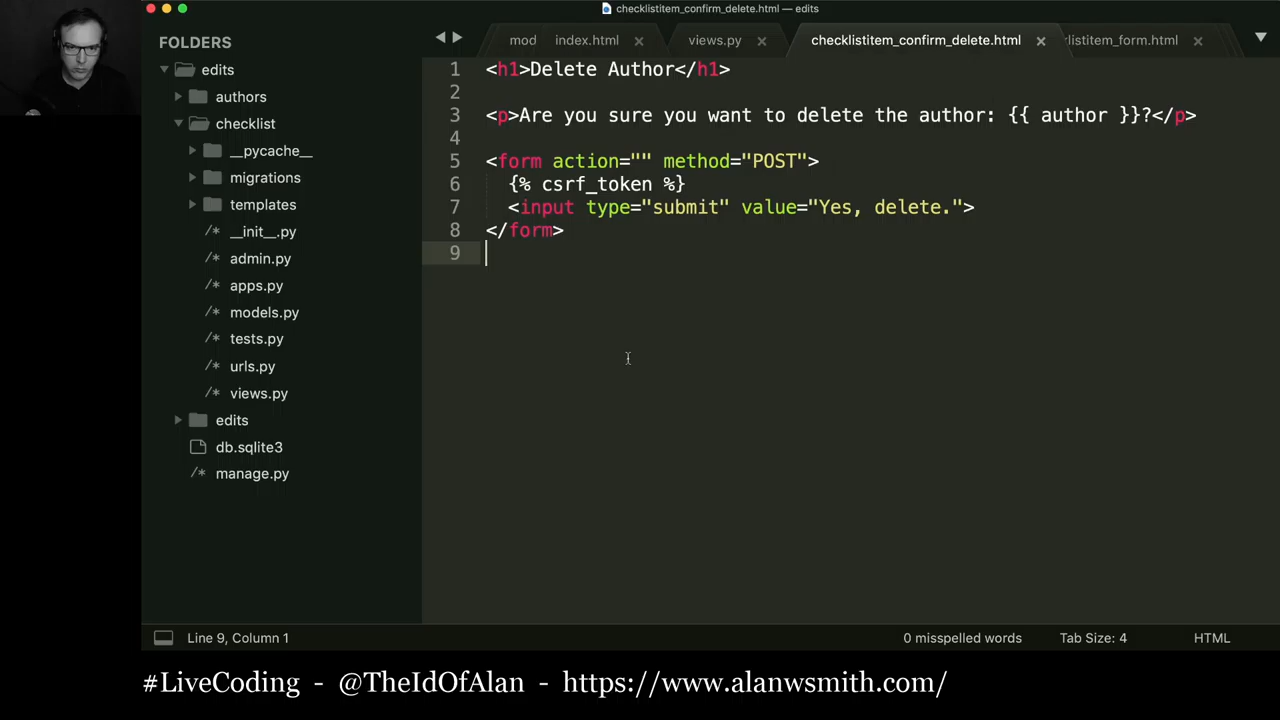 checklistitem_confirm_delete.html — edits
FOLDERS
edits
authors
checklist
__pycache__
migrations
templates
/* __init__.py
/* admin.py
/* apps.py
/* models.py
/* tests.py
/* urls.py
/* views.py
edits
db.sqlite3
/* manage.py
mod index.html × views.py × checklistitem_confirm_delete.html × listitem_form.html ×
1 <h1>Delete Author</h1>
2
3 <p>Are you sure you want to delete the author: {{ author }}?</p>
4
5 <form action="" method="POST">
6 {% csrf_token %}
7 <input type="submit" value="Yes, delete.">
8 </form>
9
Line 9, Column 1
0 misspelled words
Tab Size: 4
HTML
#LiveCoding - @TheIdOfAlan - https://www.alanwsmith.com/